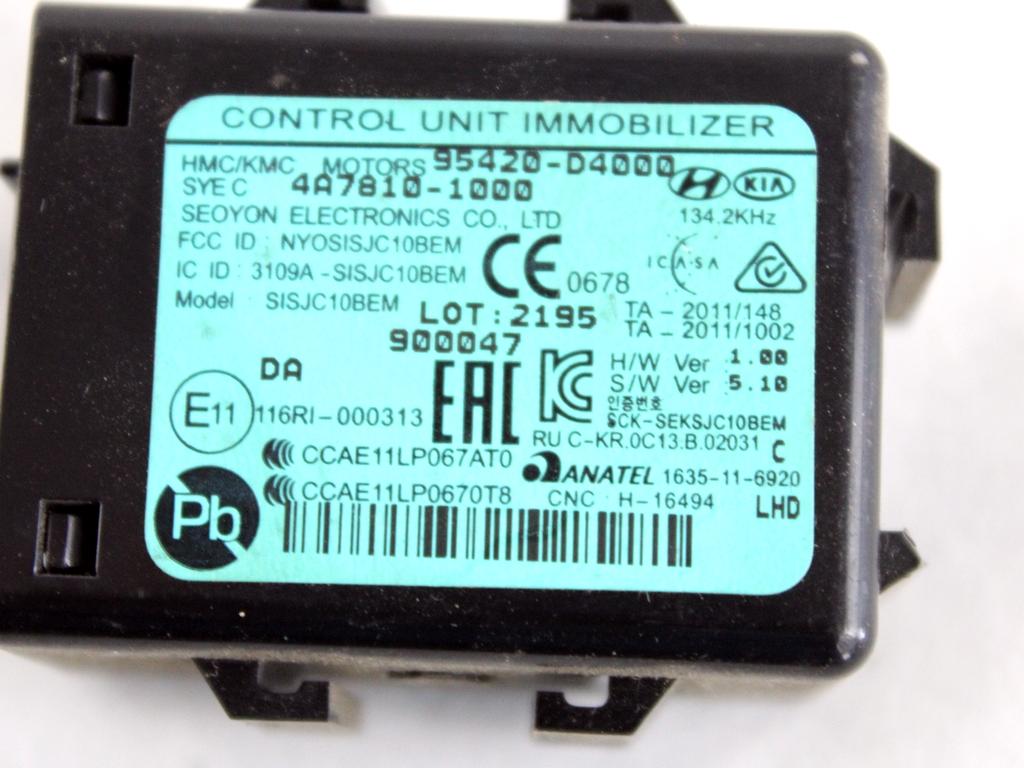 CONTROL UNIT IMMOBILIZER
HMC/KMC MOTORS 95420-D4000
SYEC 4A7810-1000
KIA
SEOYON ELECTRONICS CO., LTD
134.2KHz
FCC ID : NYOSISJC10BEM
IC ID : 3109A-SISJC10BEM
CE 0678
ICASA
Model : SISJC10BEM
LOT:2195
900047
TA - 2011/148
TA - 2011/1002
H/W Ver 1.00
S/W Ver 5.10
DA
E11
116RI-000313
EAC
KC
인증번호
SCK-SEKSJC10BEM
RU C-KR.0C13.B.02031 C
CCAE11LP067AT0
ANATEL 1635-11-6920
CCAE11LP0670T8
CNC : H-16494
LHD
Pb